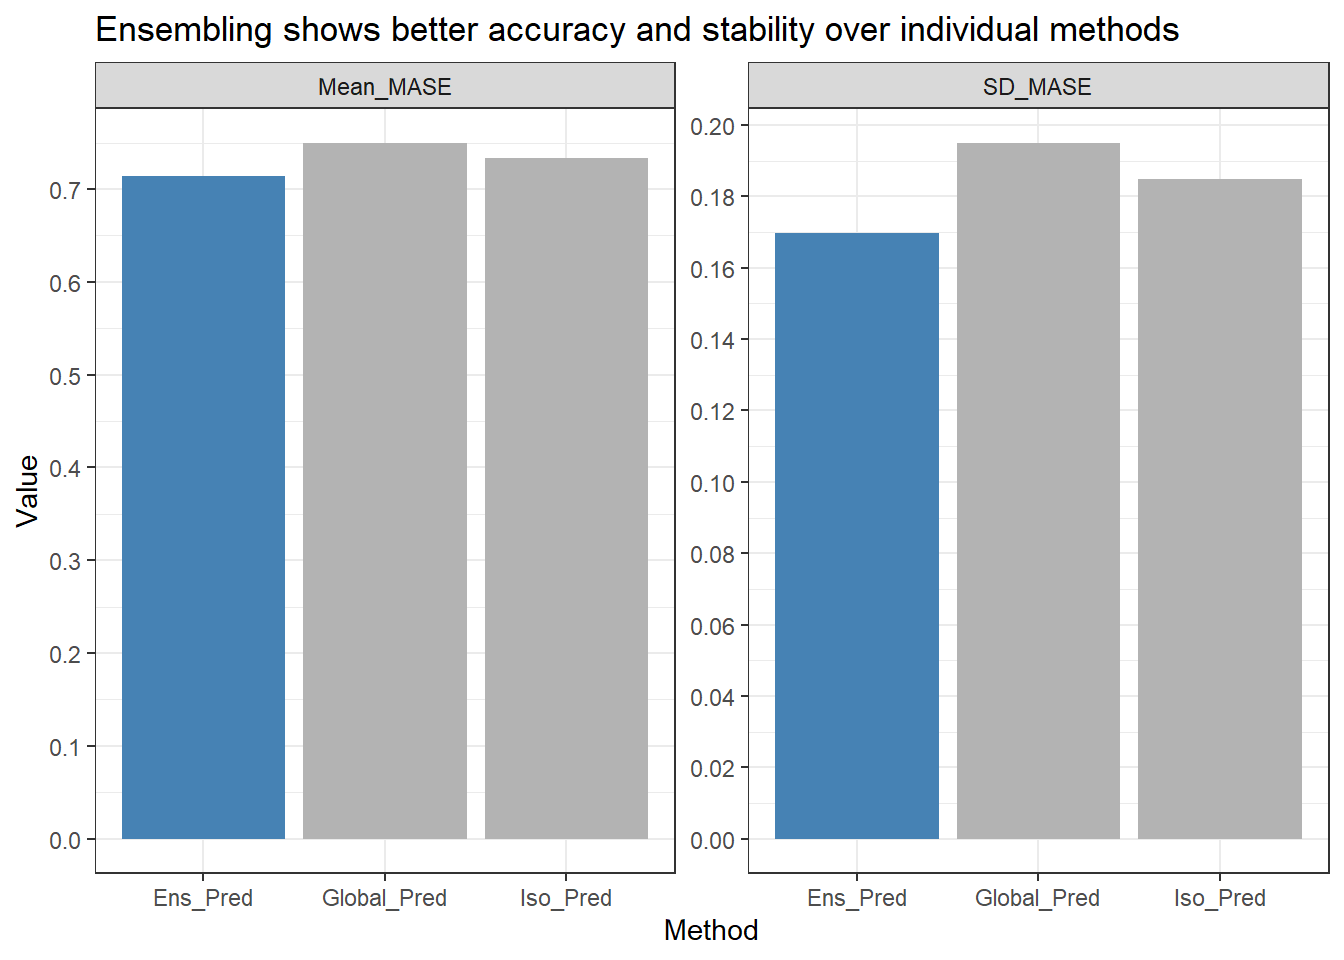 Ensembling shows better accuracy and stability over individual methods
Mean_MASE
SD_MASE
Value
0.7
0.6
0.5
0.4
0.3
0.2
0.1
0.0
0.20
0.18
0.16
0.14
0.12
0.10
0.08
0.06
0.04
0.02
0.00
Ens_Pred Global_Pred Iso_Pred
Ens_Pred Global_Pred Iso_Pred
Method